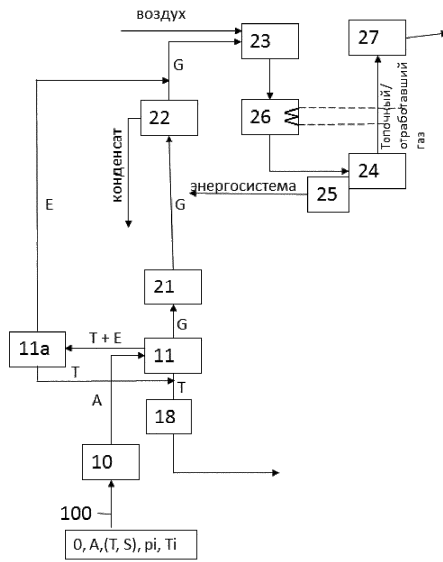 воздух
G
23
27
22
26
Топочный/
отработавший
газ
конденсат
24
энергосистема
25
E
G
21
G
T + E
11a
11
T
T
A
18
10
100
0, A,(T, S), pi, Ti